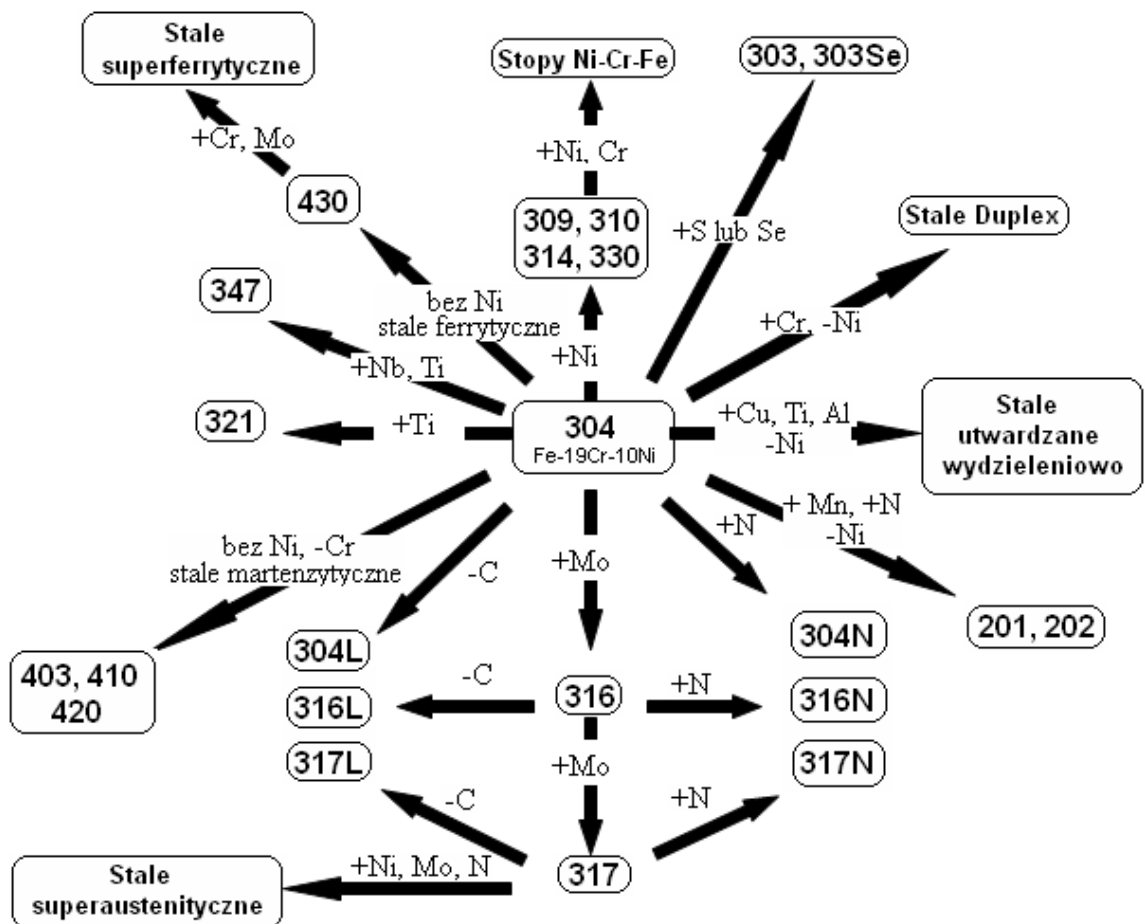 Stale
superferrytyczne
Stopy Ni-Cr-Fe
303, 303Se
+Cr, Mo
+Ni, Cr
430
309, 310
314, 330
+S lub Se
Stale Duplex
347
bez Ni
stale ferrytyczne
+Nb, Ti
+Ni
+Cr, -Ni
321
+Ti
304
Fe-19Cr-10Ni
+Cu, Ti, Al
-Ni
Stale
utwardzane
wydzieleniowo
bez Ni, -Cr
stale martenzytyczne
-C
+Mo
+N
+ Mn, +N
-Ni
403, 410
420
304L
304N
201, 202
316L
-C
316
+N
316N
317L
+Mo
317N
-C
+N
317
Stale
superaustenityczne
+Ni, Mo, N